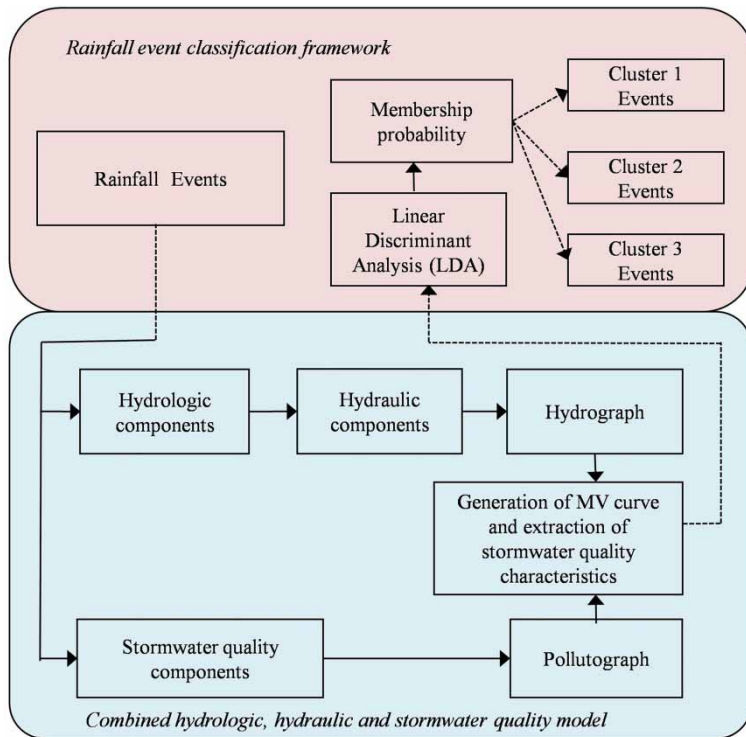 Rainfall event classification framework
Rainfall Events
Membership
probability
Linear
Discriminant
Analysis (LDA)
Cluster 1
Events
Cluster 2
Events
Cluster 3
Events
Hydrologic
components
Hydraulic
components
Hydrograph
Generation of MV curve
and extraction of
stormwater quality
characteristics
Stormwater quality
components
Pollutograph
Combined hydrologic, hydraulic and stormwater quality model